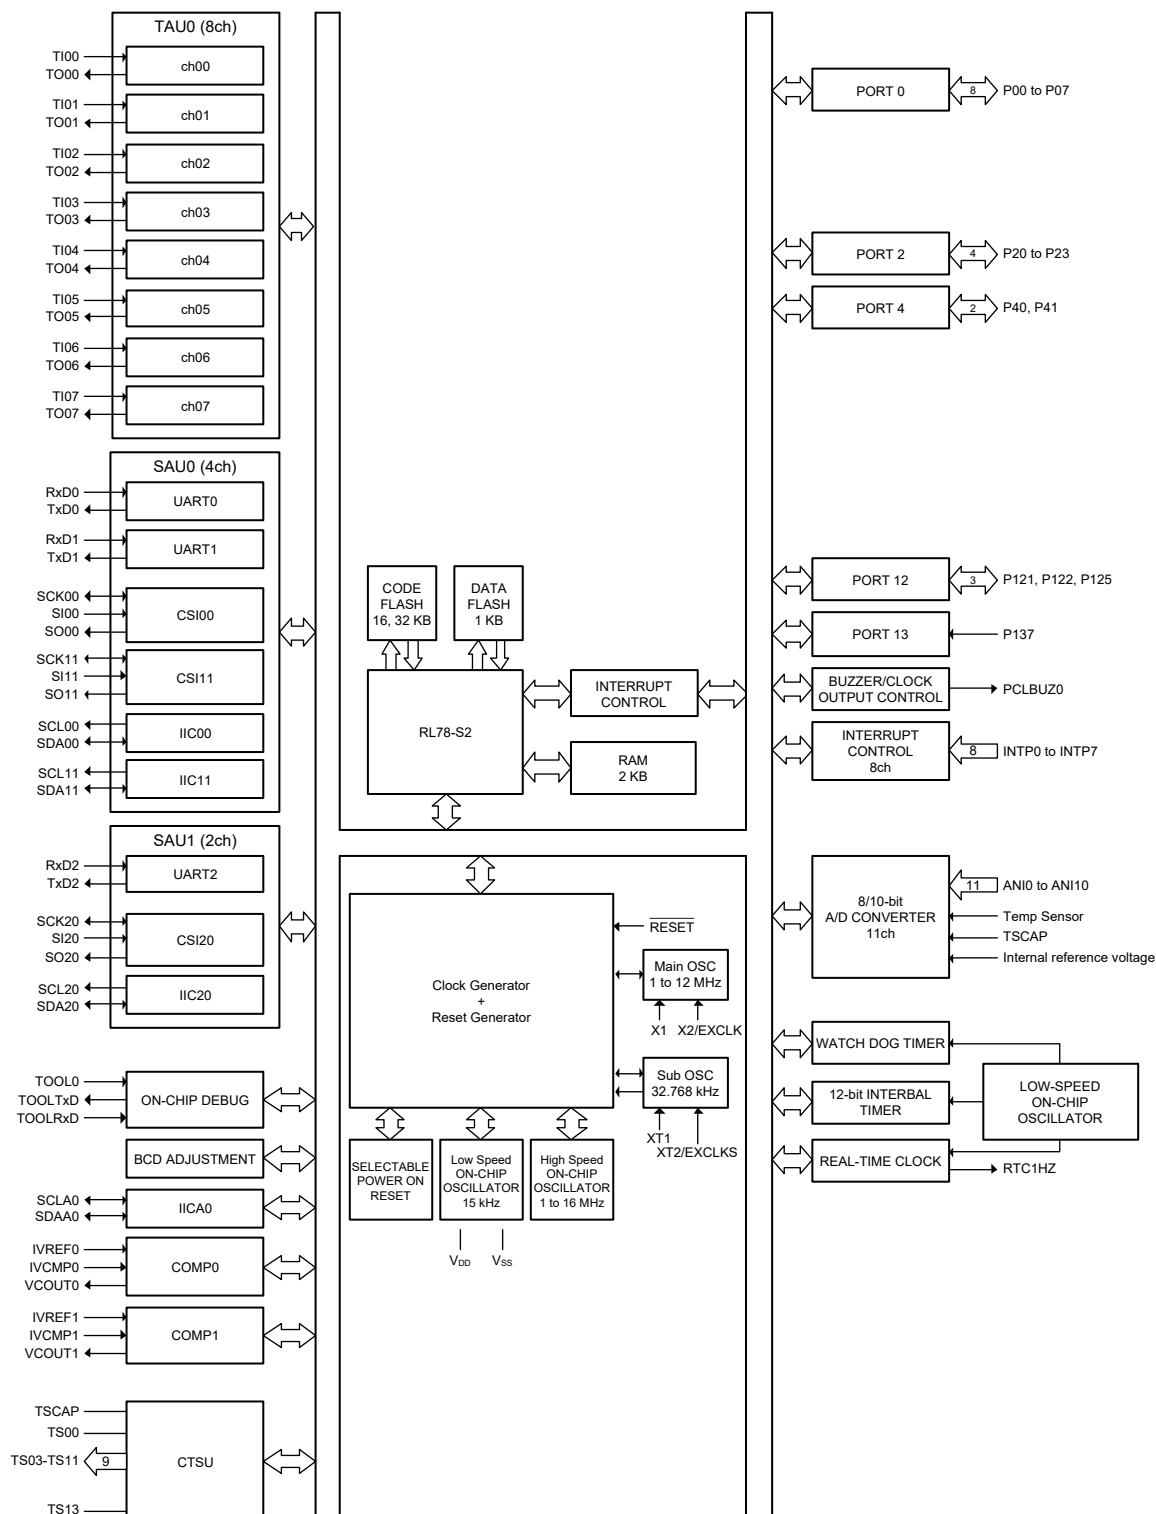 TAU0 (8ch)
TI00
TO00
ch00
TI01
TO01
ch01
TI02
TO02
ch02
TI03
TO03
ch03
TI04
TO04
ch04
TI05
TO05
ch05
TI06
TO06
ch06
TI07
TO07
ch07
SAU0 (4ch)
RxD0
TxD0
UART0
RxD1
TxD1
UART1
SCK00
SI00
SO00
CSI00
SCK11
SI11
SO11
CSI11
SCL00
SDA00
IIC00
SCL11
SDA11
IIC11
SAU1 (2ch)
RxD2
TxD2
UART2
SCK20
SI20
SO20
CSI20
SCL20
SDA20
IIC20
TOOL0
TOOLTxD
TOOLRxD
ON-CHIP DEBUG
BCD ADJUSTMENT
SCLA0
SDAA0
IICA0
IVREF0
IVCMP0
VCOUT0
COMP0
IVREF1
IVCMP1
VCOUT1
COMP1
TSCAP
TS00
TS03-TS11
9
TS13
CTSU
CODE
FLASH
16, 32 KB
DATA
FLASH
1 KB
RL78-S2
INTERRUPT
CONTROL
RAM
2 KB
Clock Generator
+
Reset Generator
RESET
Main OSC
1 to 12 MHz
X1
X2/EXCLK
Sub OSC
32.768 kHz
XT1
XT2/EXCLKS
SELECTABLE
POWER ON
RESET
Low Speed
ON-CHIP
OSCILLATOR
15 kHz
High Speed
ON-CHIP
OSCILLATOR
1 to 16 MHz
VDD
VSS
PORT 0
8
P00 to P07
PORT 2
4
P20 to P23
PORT 4
2
P40, P41
PORT 12
3
P121, P122, P125
PORT 13
P137
BUZZER/CLOCK
OUTPUT CONTROL
PCLBUZ0
INTERRUPT
CONTROL
8ch
8
INTP0 to INTP7
8/10-bit
A/D CONVERTER
11ch
11
ANI0 to ANI10
Temp Sensor
TSCAP
Internal reference voltage
WATCH DOG TIMER
12-bit INTERBAL
TIMER
REAL-TIME CLOCK
RTC1HZ
LOW-SPEED
ON-CHIP
OSCILLATOR